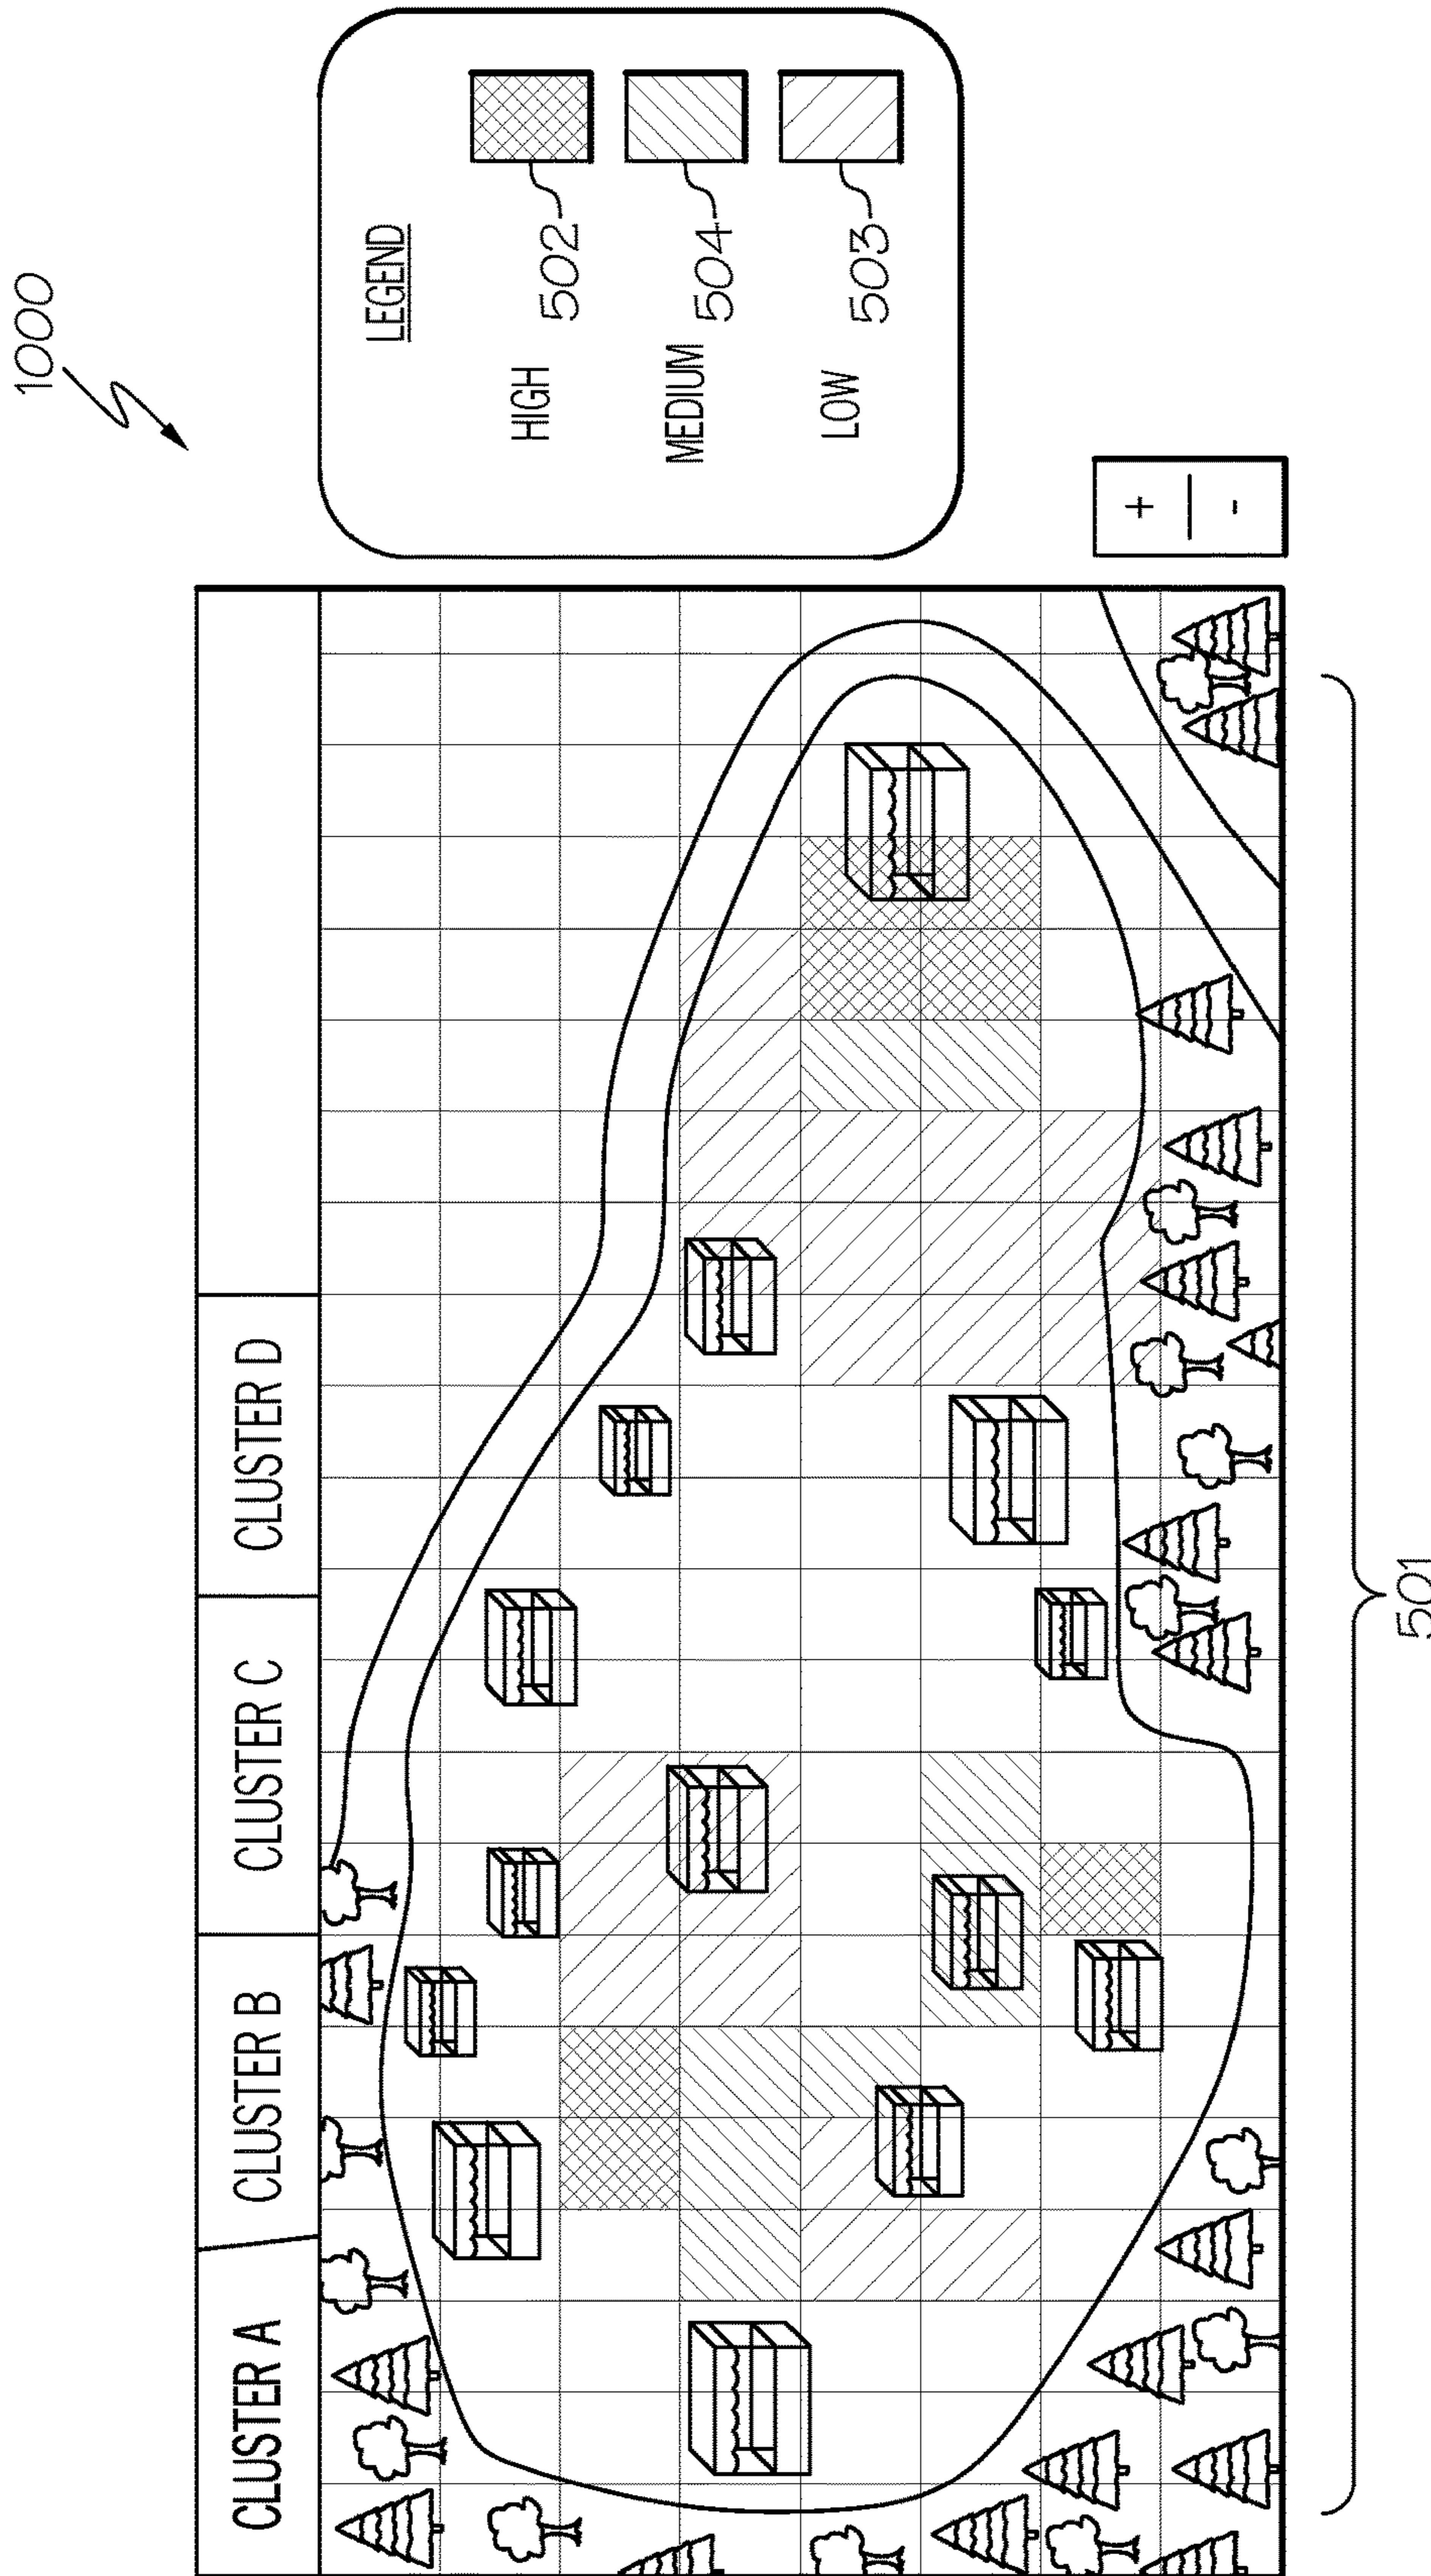 1000
CLUSTER A
CLUSTER B
CLUSTER C
CLUSTER D
LEGEND
HIGH
502
MEDIUM
504
LOW
503
+
-
501